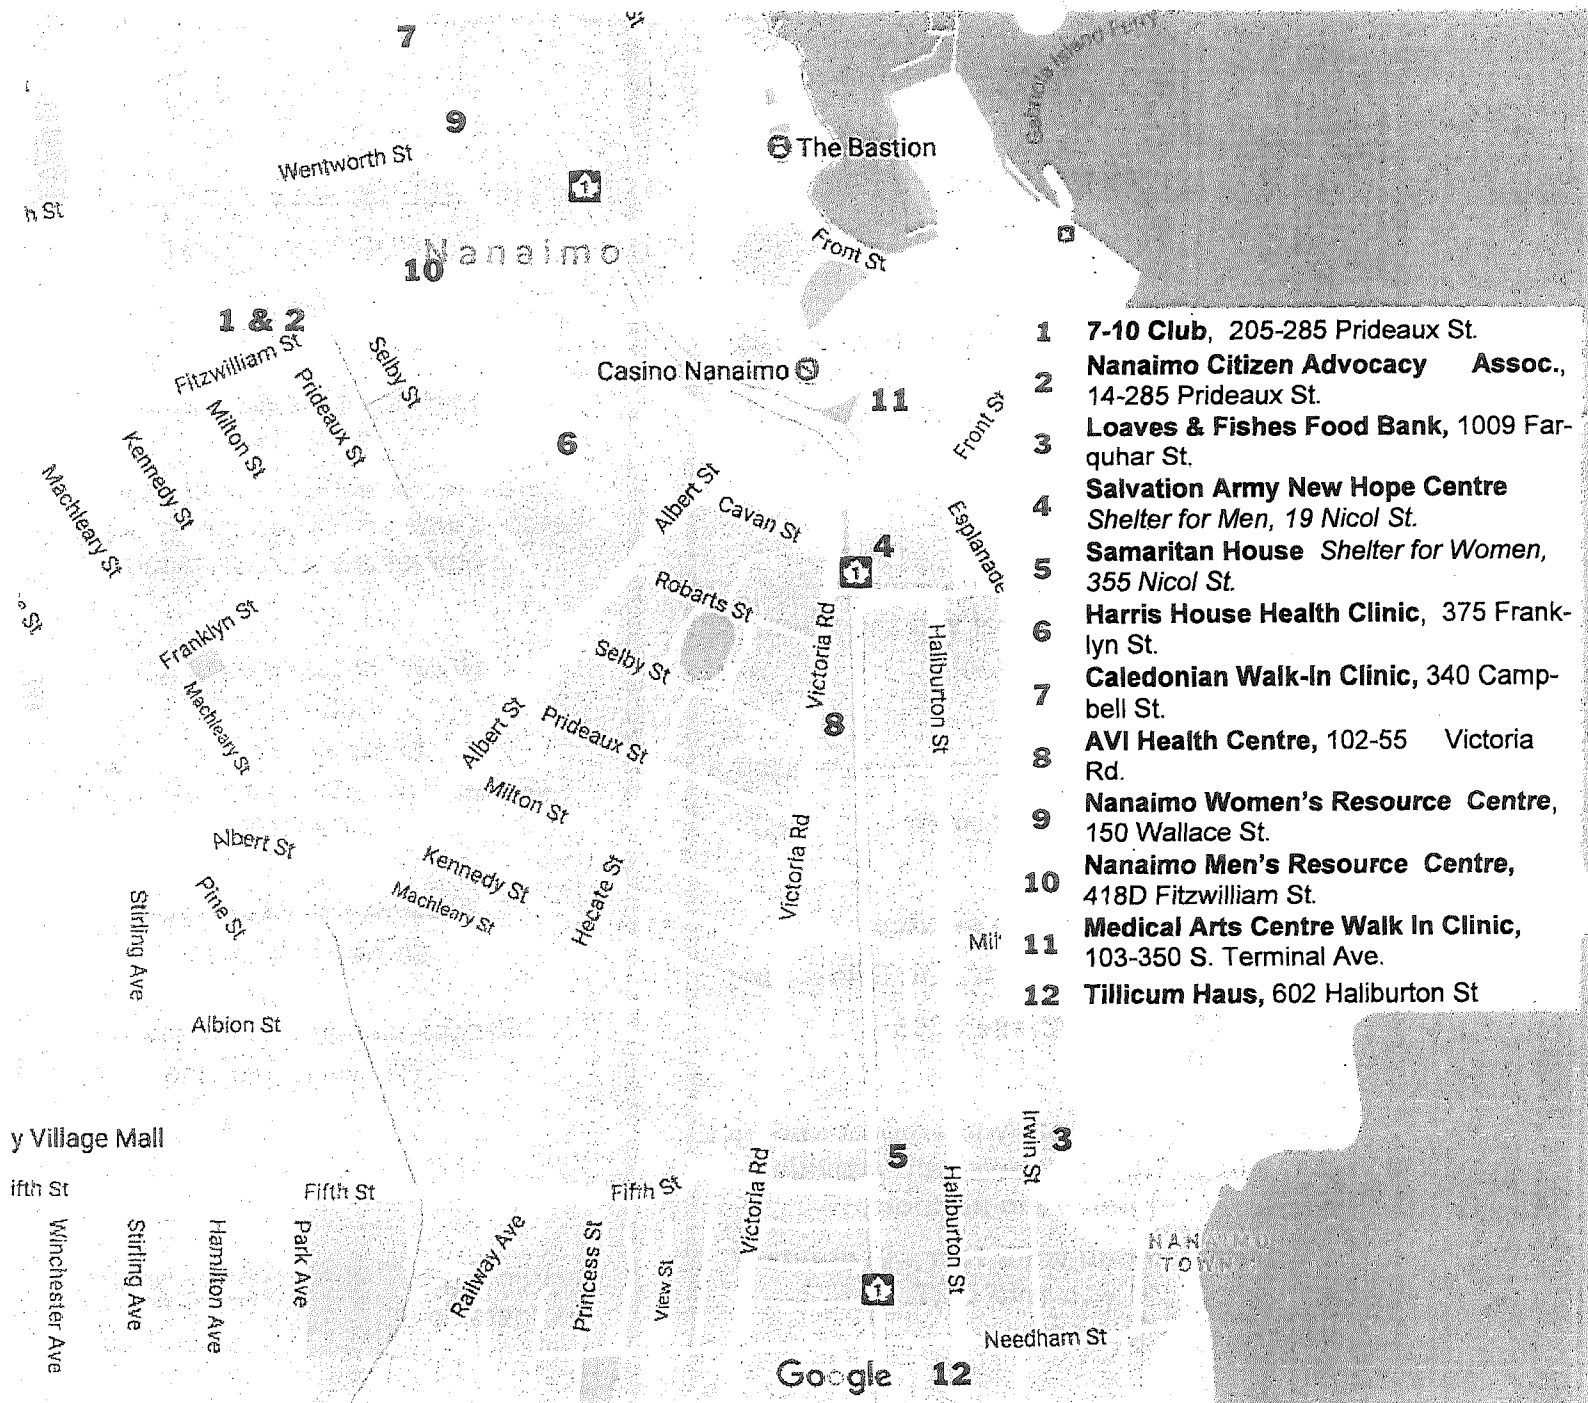 7
9
Wentworth St
The Bastion
1
h St
Gabriola Island Ferry
Nanaimo
10
Front St
1 & 2
Fitzwilliam St
Selby St
Prideaux St
Milton St
Kennedy St
Machleary St
Casino Nanaimo
11
Front St
6
Albert St
Cavan St
Esplanade
4
1
Robarts St
Victoria Rd
Haliburton St
Franklyn St
Selby St
Machleary St
8
Albert St
Prideaux St
Milton St
Albert St
Kennedy St
Machleary St
Hecate St
Victoria Rd
Pine St
Stirling Ave
Mil
Albion St
1 7-10 Club, 205-285 Prideaux St.
2 Nanaimo Citizen Advocacy Assoc.,
14-285 Prideaux St.
3 Loaves & Fishes Food Bank, 1009 Far-
quhar St.
4 Salvation Army New Hope Centre
Shelter for Men, 19 Nicol St.
5 Samaritan House Shelter for Women,
355 Nicol St.
6 Harris House Health Clinic, 375 Frank-
lyn St.
7 Caledonian Walk-In Clinic, 340 Camp-
bell St.
8 AVI Health Centre, 102-55 Victoria
Rd.
9 Nanaimo Women's Resource Centre,
150 Wallace St.
10 Nanaimo Men's Resource Centre,
418D Fitzwilliam St.
11 Medical Arts Centre Walk In Clinic,
103-350 S. Terminal Ave.
12 Tillicum Haus, 602 Haliburton St
y Village Mall
ifth St
Fifth St
Fifth St
Victoria Rd
5
Haliburton St
Irwin St
3
Winchester Ave
Stirling Ave
Hamilton Ave
Park Ave
Railway Ave
Princess St
View St
1
NANAIMO
TOWN 1
Needham St
Google
12